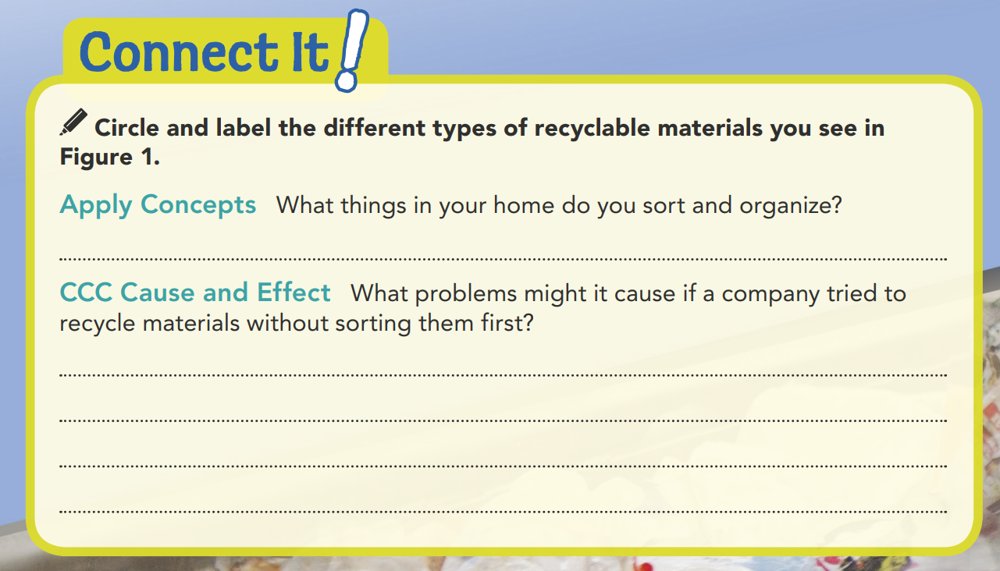 Connect It!
Circle and label the different types of recyclable materials you see in
Figure 1.
Apply Concepts What things in your home do you sort and organize?
CCC Cause and Effect What problems might it cause if a company tried to
recycle materials without sorting them first?